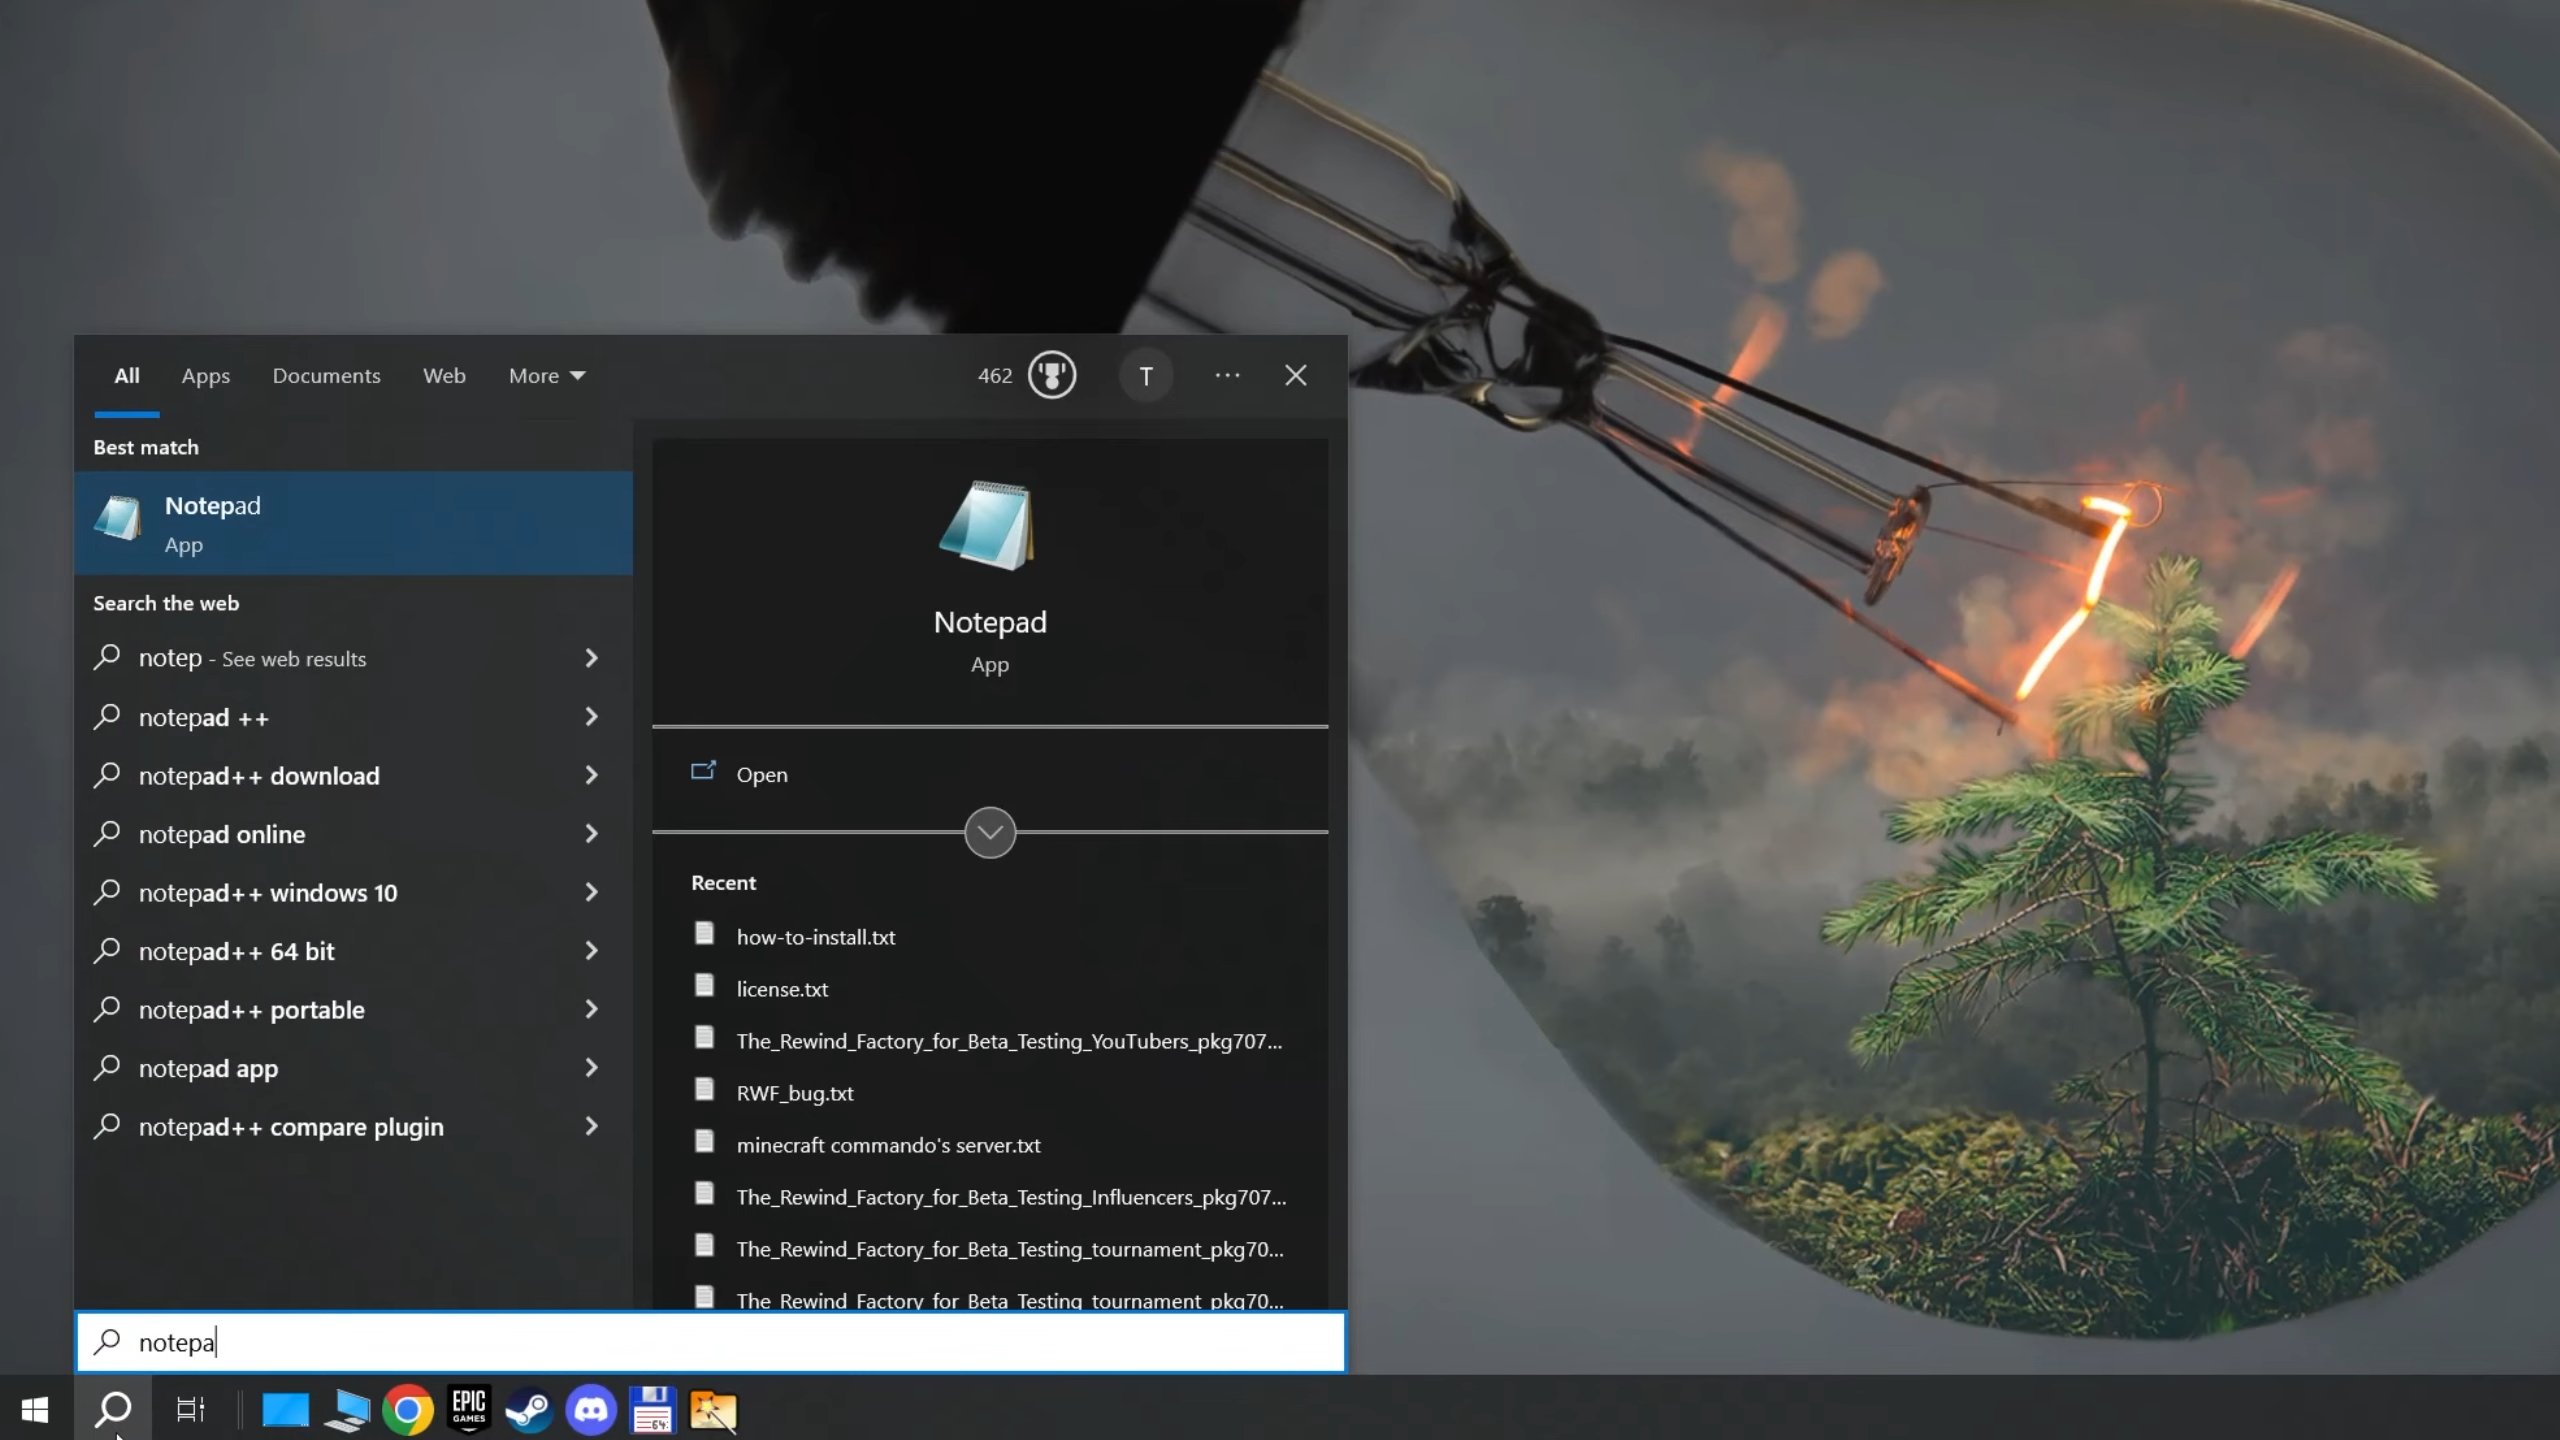 All Apps Documents Web More 462 T
Best match
Notepad
App
Search the web
notep - See web results
notepad ++
notepad++ download
notepad online
notepad++ windows 10
notepad++ 64 bit
notepad++ portable
notepad app
notepad++ compare plugin
Notepad
App
Open
Recent
how-to-install.txt
license.txt
The_Rewind_Factory_for_Beta_Testing_YouTubers_pkg707...
RWF_bug.txt
minecraft commando's server.txt
The_Rewind_Factory_for_Beta_Testing_Influencers_pkg707...
The_Rewind_Factory_for_Beta_Testing_tournament_pkg70...
The_Rewind_Factory_for_Beta_Testing_tournament_pkg70...
notepa
EPIC
GAMES
64